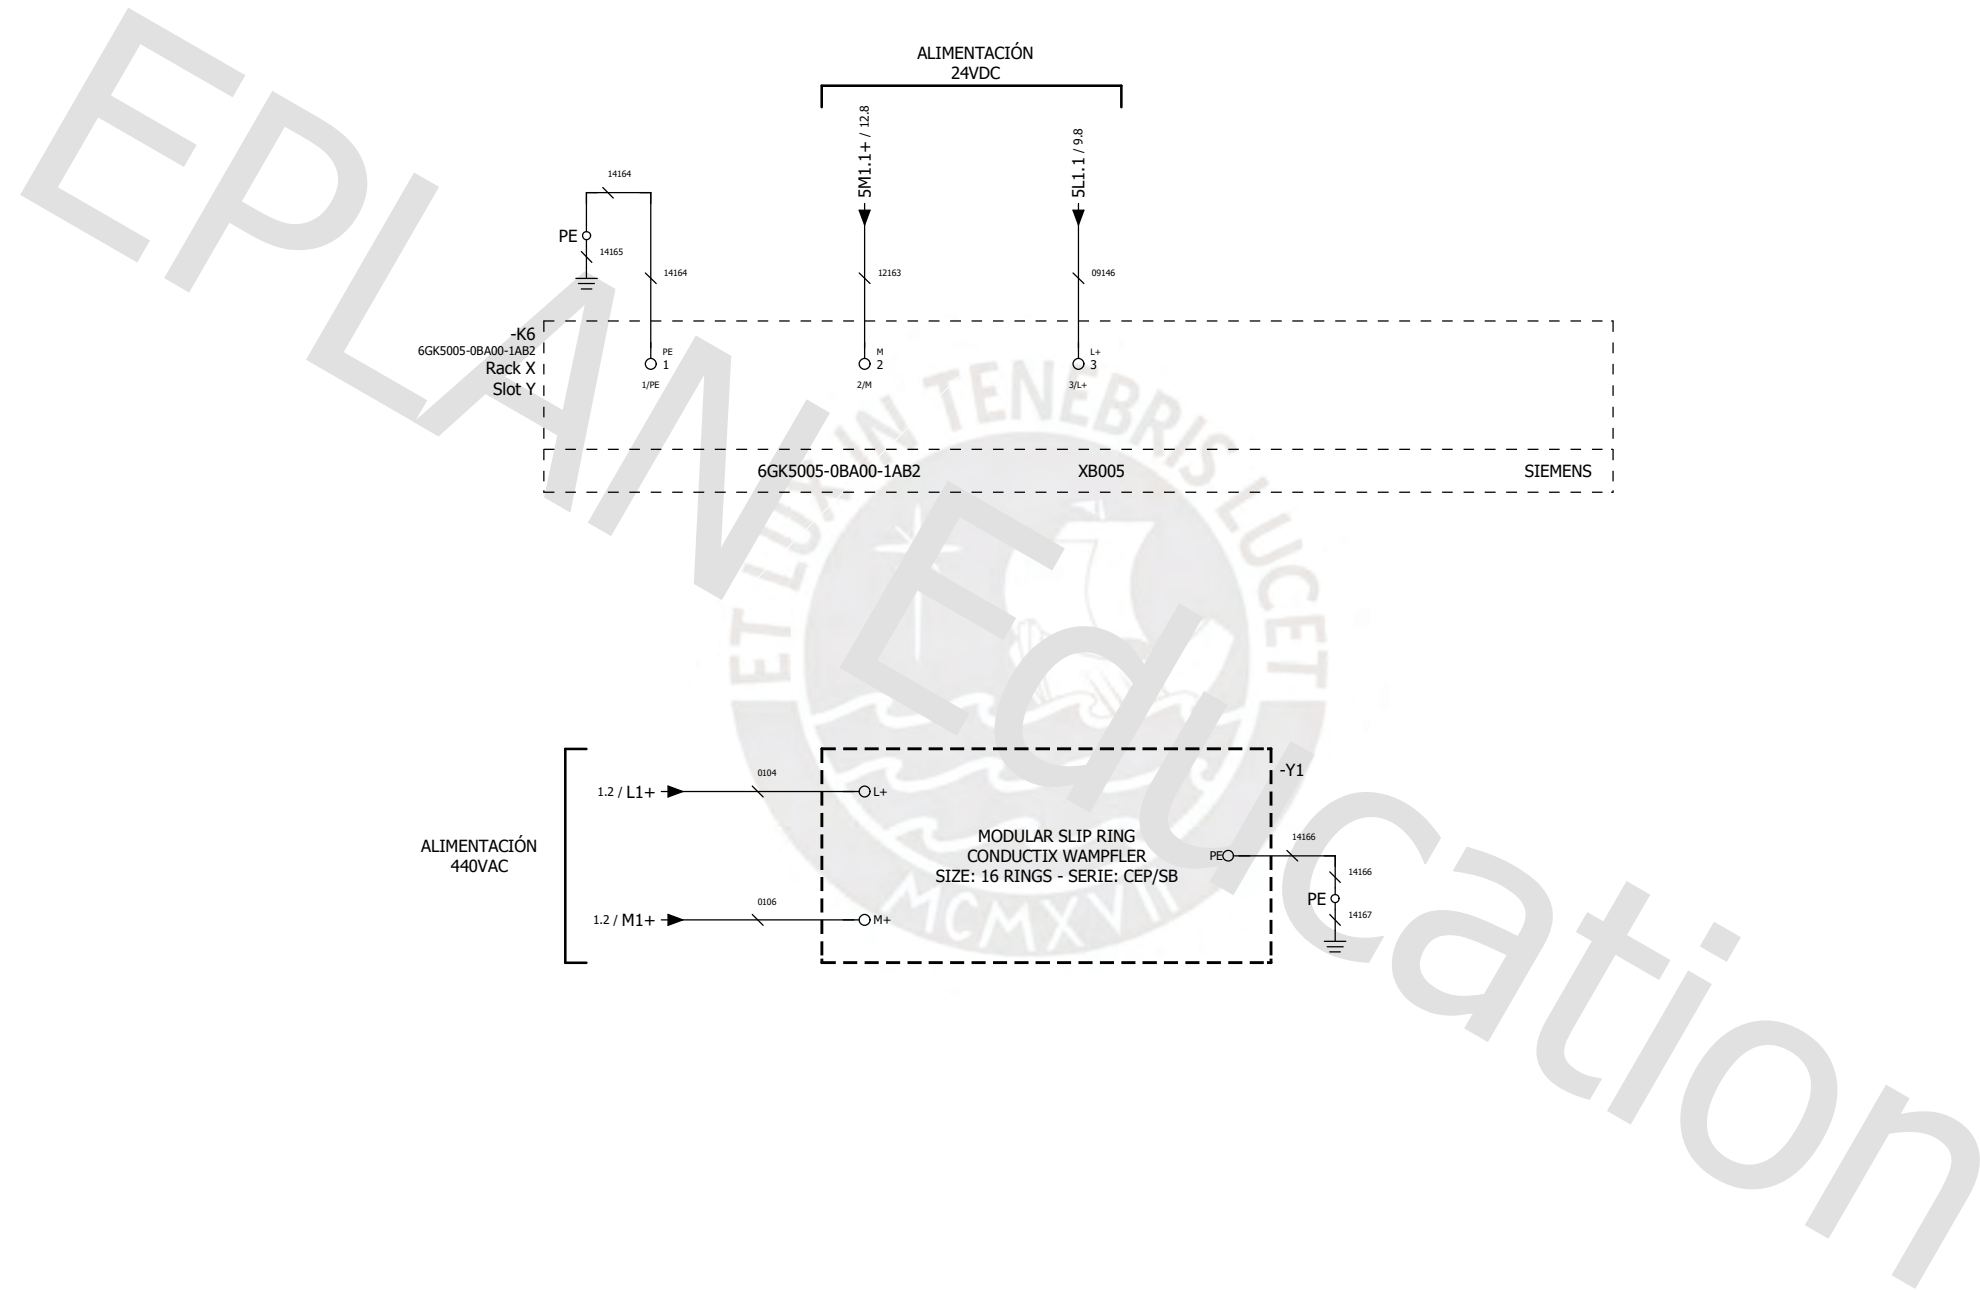 ALIMENTACIÓN
24VDC
5M1.1+ / 12.8
5L1.1 / 9.8
14164
PE
14165
14164
12163
09146
-K6
6GK5005-0BA00-1AB2
Rack X
Slot Y
PE
1
1/PE
M
2
2/M
L+
3
3/L+
6GK5005-0BA00-1AB2 XB005 SIEMENS
ET LUX IN TENEBRIS LUCET
MCMXVII
EPLAN Education
ALIMENTACIÓN
440VAC
1.2 / L1+
0104
L+
-Y1
MODULAR SLIP RING
CONDUCTIX WAMPFLER
SIZE: 16 RINGS - SERIE: CEP/SB
PE
14166
14166
PE
14167
1.2 / M1+
0106
M+